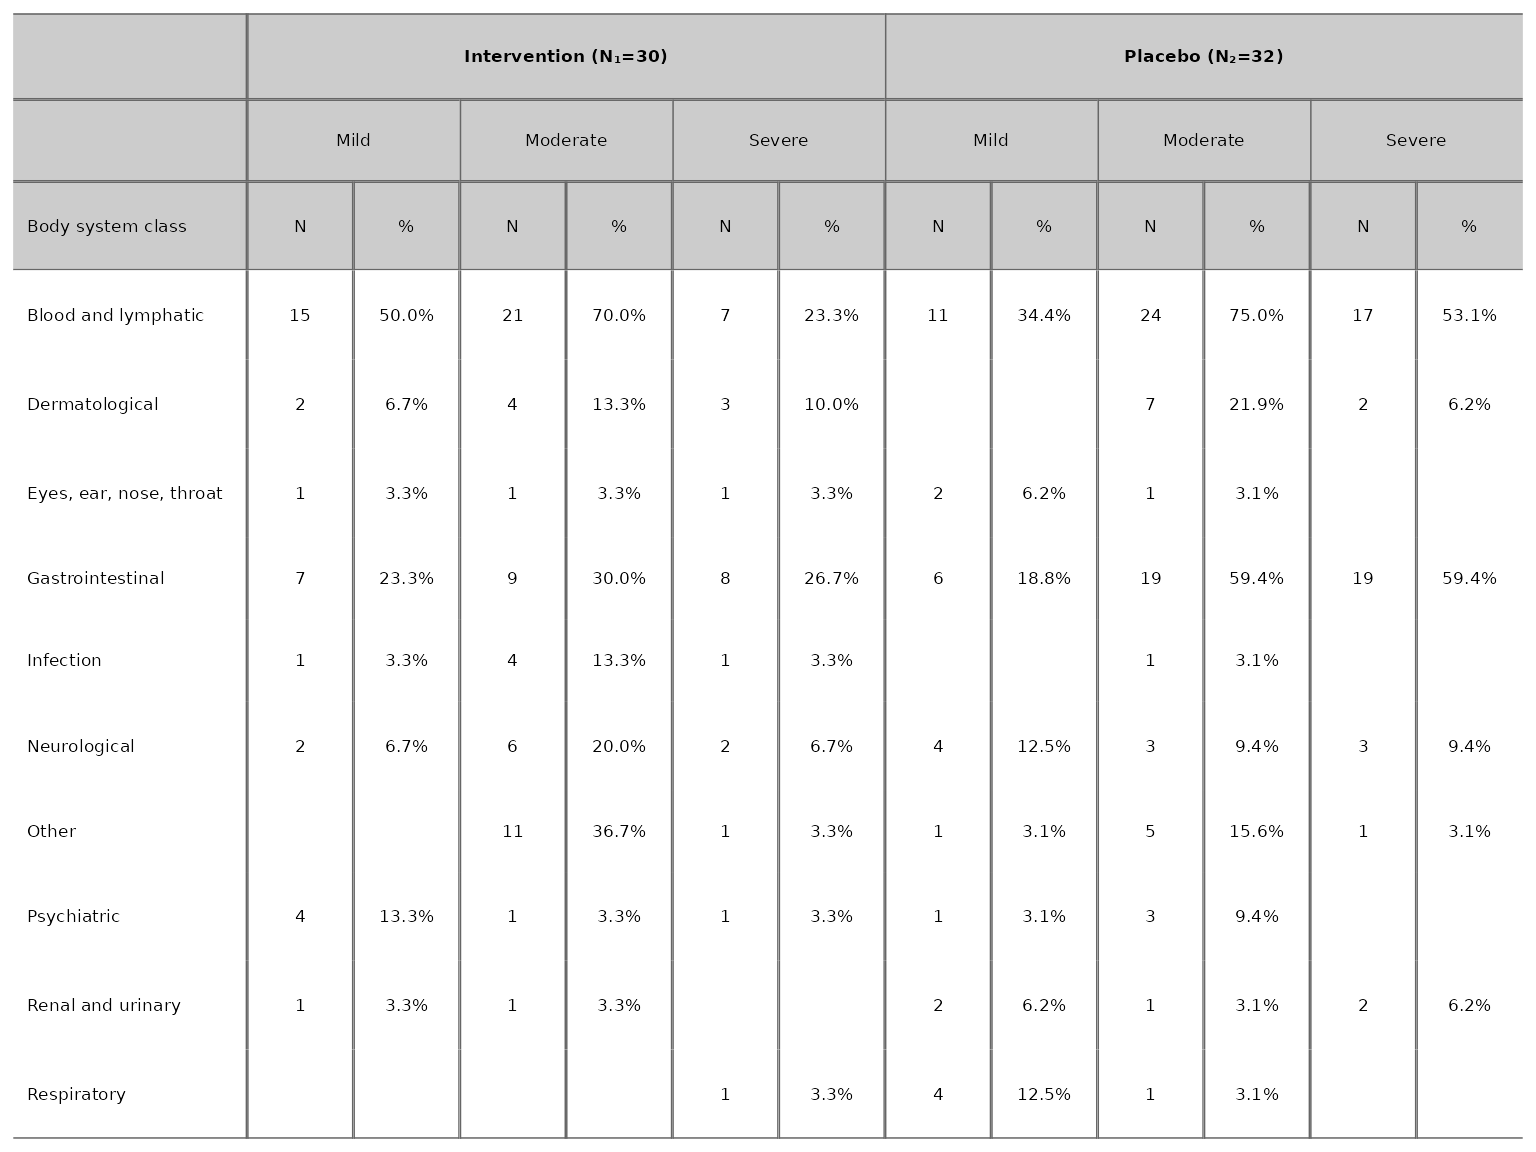 Intervention (N₁=30) Placebo (N₂=32)
Mild Moderate Severe Mild Moderate Severe
Body system class N % N % N % N % N % N %
Blood and lymphatic 15 50.0% 21 70.0% 7 23.3% 11 34.4% 24 75.0% 17 53.1%
Dermatological 2 6.7% 4 13.3% 3 10.0% 7 21.9% 2 6.2%
Eyes, ear, nose, throat 1 3.3% 1 3.3% 1 3.3% 2 6.2% 1 3.1%
Gastrointestinal 7 23.3% 9 30.0% 8 26.7% 6 18.8% 19 59.4% 19 59.4%
Infection 1 3.3% 4 13.3% 1 3.3% 1 3.1%
Neurological 2 6.7% 6 20.0% 2 6.7% 4 12.5% 3 9.4% 3 9.4%
Other 11 36.7% 1 3.3% 1 3.1% 5 15.6% 1 3.1%
Psychiatric 4 13.3% 1 3.3% 1 3.3% 1 3.1% 3 9.4%
Renal and urinary 1 3.3% 1 3.3% 2 6.2% 1 3.1% 2 6.2%
Respiratory 1 3.3% 4 12.5% 1 3.1%